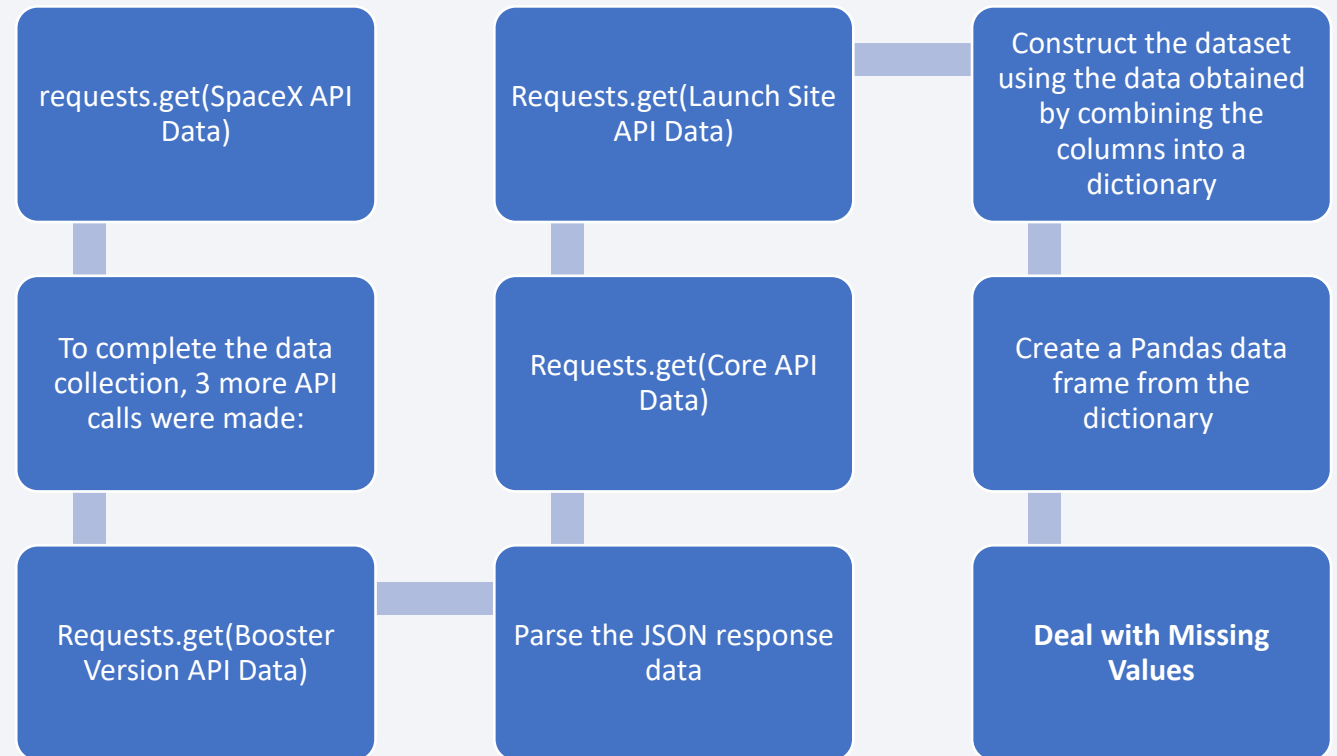 requests.get(SpaceX API
Data)
To complete the data
collection, 3 more API
calls were made:
Requests.get(Booster
Version API Data)
Parse the JSON response
data
Requests.get(Core API
Data)
Requests.get(Launch Site
API Data)
Construct the dataset
using the data obtained
by combining the
columns into a
dictionary
Create a Pandas data
frame from the
dictionary
Deal with Missing
Values